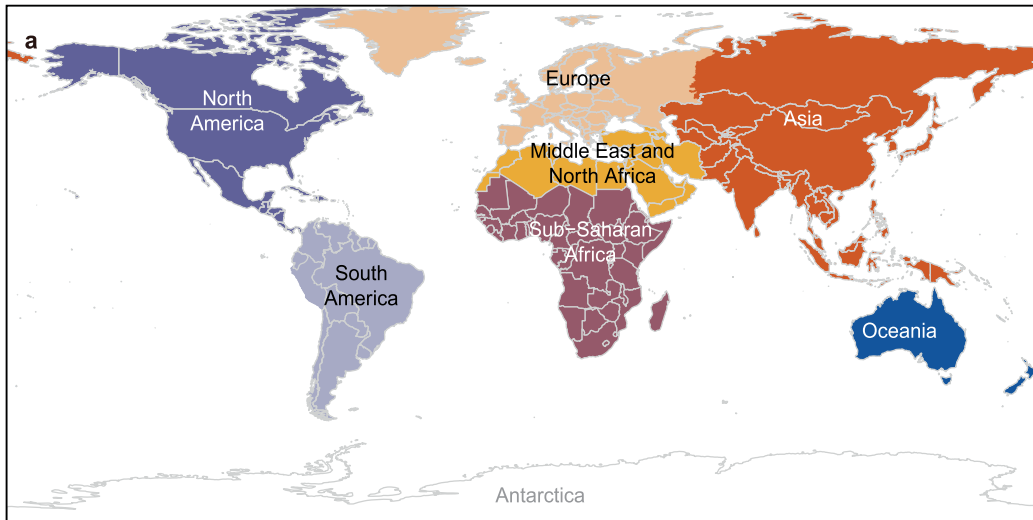 a
North
America
Europe
Asia
Middle East and
North Africa
Sub−Saharan
Africa
South
America
Oceania
Antarctica